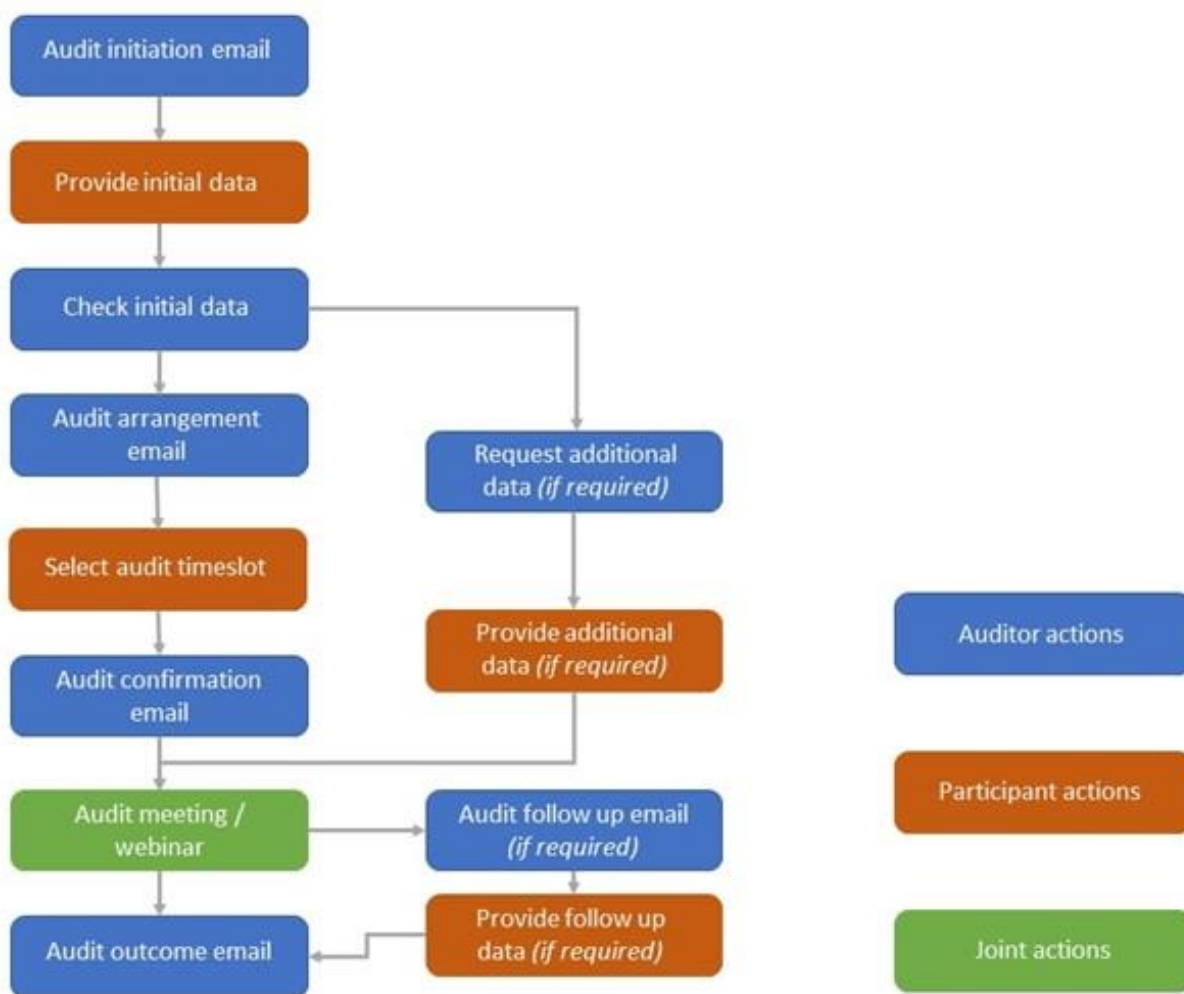 Audit initiation email
Provide initial data
Check initial data
Audit arrangement
email
Request additional
data (if required)
Select audit timeslot
Provide additional
data (if required)
Audit confirmation
email
Audit meeting /
webinar
Audit follow up email
(if required)
Provide follow up
data (if required)
Audit outcome email
Auditor actions
Participant actions
Joint actions